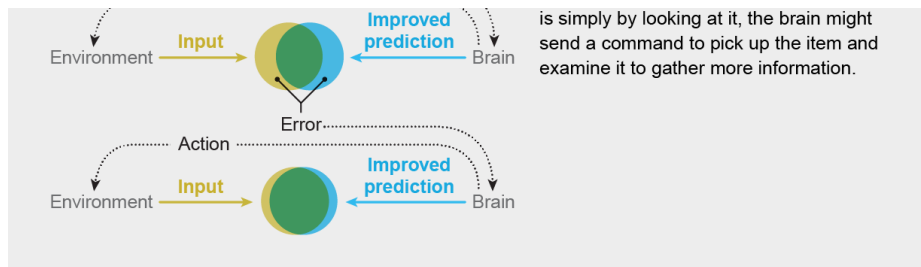 Improved
prediction
Input
Environment
Brain
Error
is simply by looking at it, the brain might
send a command to pick up the item and
examine it to gather more information.
Action
Improved
prediction
Input
Environment
Brain